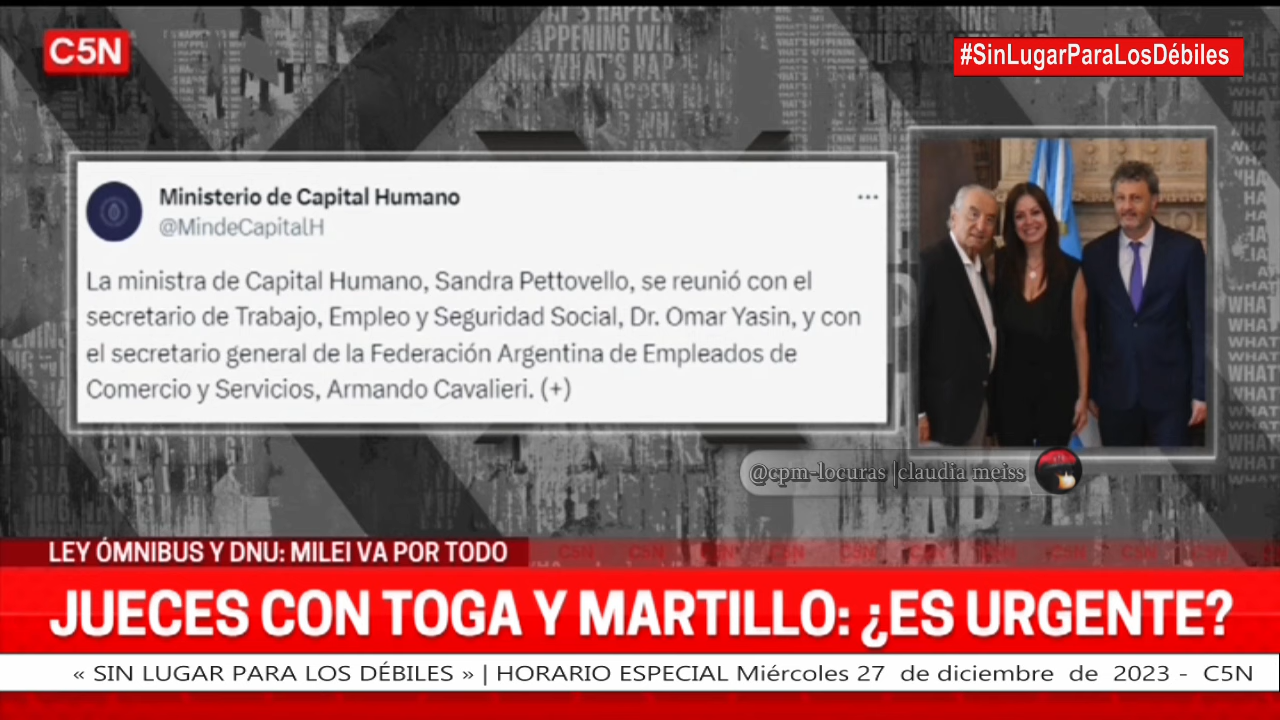 C5N
#SinLugarParaLosDébiles
Ministerio de Capital Humano
@MindeCapitalH
La ministra de Capital Humano, Sandra Pettovello, se reunió con el
secretario de Trabajo, Empleo y Seguridad Social, Dr. Omar Yasin, y con
el secretario general de la Federación Argentina de Empleados de
Comercio y Servicios, Armando Cavalieri. (+)
@cpm-locuras |claudia meiss
LEY ÓMNIBUS Y DNU: MILEI VA POR TODO
JUECES CON TOGA Y MARTILLO: ¿ES URGENTE?
« SIN LUGAR PARA LOS DÉBILES » | HORARIO ESPECIAL Miércoles 27 de diciembre de 2023 - C5N